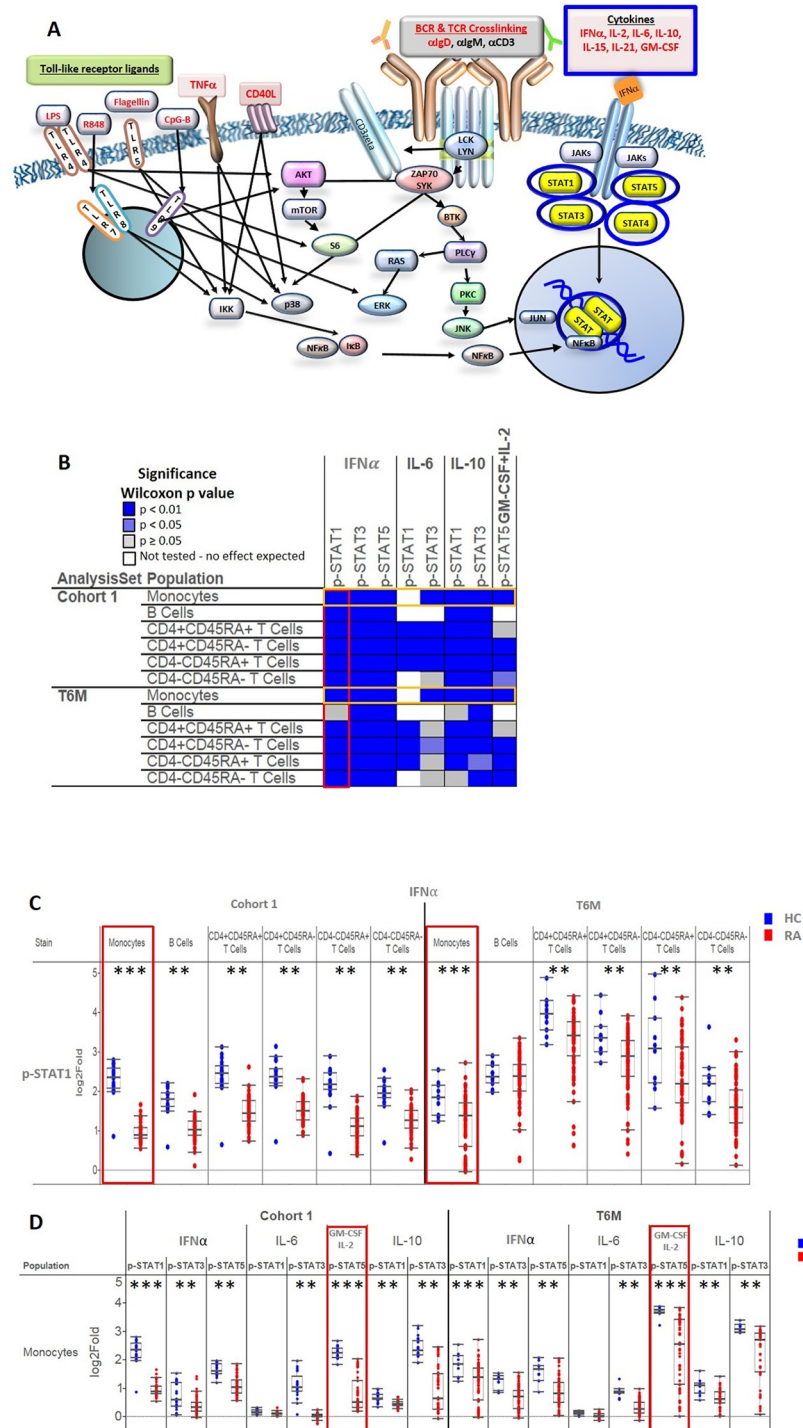 A
BCR & TCR Crosslinking
αIgD, αIgM, αCD3
Cytokines
IFNα, IL-2, IL-6, IL-10,
IL-15, IL-21, GM-CSF
Toll-like receptor ligands
TNFα
CD40L
Flagellin
LPS
R848
CpG-B
IFNα
TLR4
TLR4
TLR5
CD3zeta
LCK
LYN
JAKs
JAKs
AKT
ZAP70
SYK
STAT1
STAT5
mTOR
BTK
STAT3
STAT4
TLR7
TLR8
TLR9
S6
RAS
PLCγ
IKK
p38
ERK
PKC
JNK
JUN
STAT
STAT
NFκB
IκB
NFκB
NFκB
B
Significance
Wilcoxon p value
p < 0.01
p < 0.05
p ≥ 0.05
Not tested - no effect expected
IFNα IL-6 IL-10 GM-CSF+IL-2
p-STAT1 p-STAT3 p-STAT5 p-STAT1 p-STAT3 p-STAT1 p-STAT3 p-STAT5
AnalysisSet Population
Cohort 1 Monocytes
B Cells
CD4+CD45RA+ T Cells
CD4+CD45RA- T Cells
CD4-CD45RA+ T Cells
CD4-CD45RA- T Cells
T6M Monocytes
B Cells
CD4+CD45RA+ T Cells
CD4+CD45RA- T Cells
CD4-CD45RA+ T Cells
CD4-CD45RA- T Cells
C
IFNα
Cohort 1 T6M
HC
RA
Stain Monocytes B Cells CD4+CD45RA+ T Cells CD4+CD45RA- T Cells CD4-CD45RA+ T Cells CD4-CD45RA- T Cells Monocytes B Cells CD4+CD45RA+ T Cells CD4+CD45RA- T Cells CD4-CD45RA+ T Cells CD4-CD45RA- T Cells
*** ** ** ** ** ** *** ** ** ** **
p-STAT1
log2Fold
5
4
3
2
1
0
D
Cohort 1 T6M
IFNα IL-6 GM-CSF IL-2 IL-10 IFNα IL-6 GM-CSF IL-2 IL-10
Population p-STAT1 p-STAT3 p-STAT5 p-STAT1 p-STAT3 p-STAT5 p-STAT1 p-STAT3 p-STAT1 p-STAT3 p-STAT5 p-STAT1 p-STAT3 p-STAT5 p-STAT1 p-STAT3
*** ** ** ** *** ** ** *** ** ** ** *** ** **
Monocytes
log2Fold
5
4
3
2
1
0